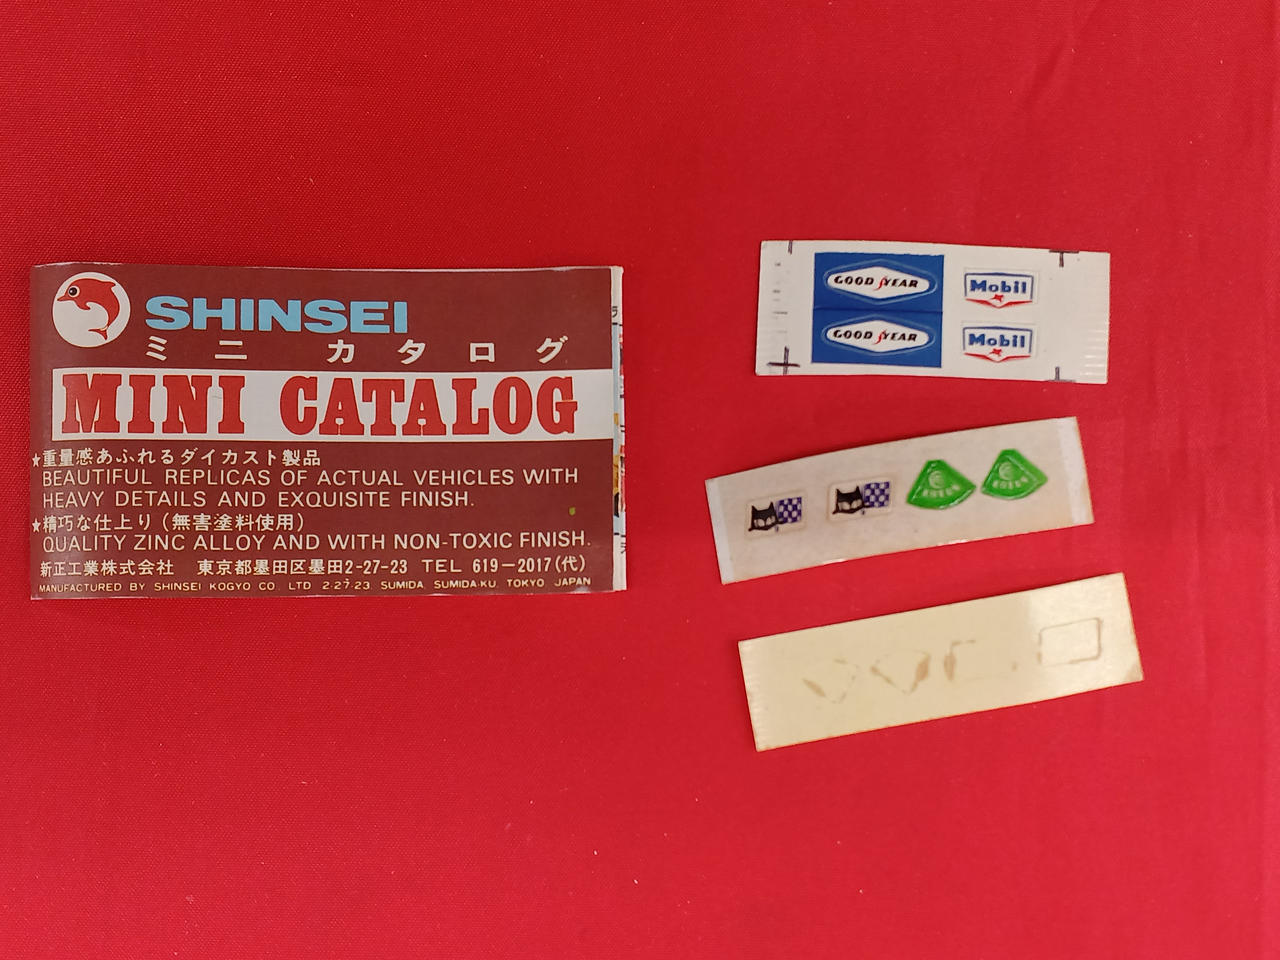 SHINSEI
ミニ カタログ
MINI CATALOG
★重量感あふれるダイカスト製品
BEAUTIFUL REPLICAS OF ACTUAL VEHICLES WITH
HEAVY DETAILS AND EXQUISITE FINISH.
★精巧な仕上り(無害塗料使用)
QUALITY ZINC ALLOY AND WITH NON-TOXIC FINISH.
新正工業株式会社 東京都墨田区墨田2-27-23 TEL 619-2017(代)
MANUFACTURED BY SHINSEI KOGYO CO. LTD 2-27-23. SUMIDA. SUMIDA-KU. TOKYO. JAPAN
GOODYEAR
Mobil
GOODYEAR
Mobil